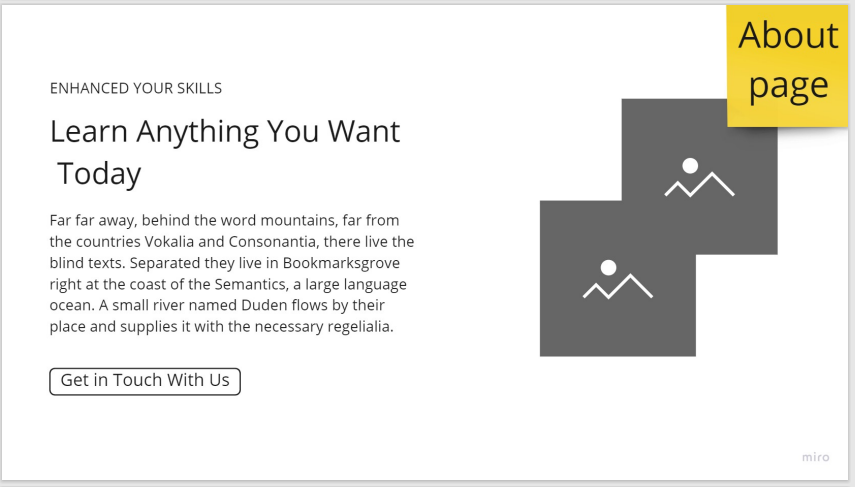 About
page
ENHANCED YOUR SKILLS
Learn Anything You Want
Today
Far far away, behind the word mountains, far from
the countries Vokalia and Consonantia, there live the
blind texts. Separated they live in Bookmarksgrove
right at the coast of the Semantics, a large language
ocean. A small river named Duden flows by their
place and supplies it with the necessary regelialia.
Get in Touch With Us
miro